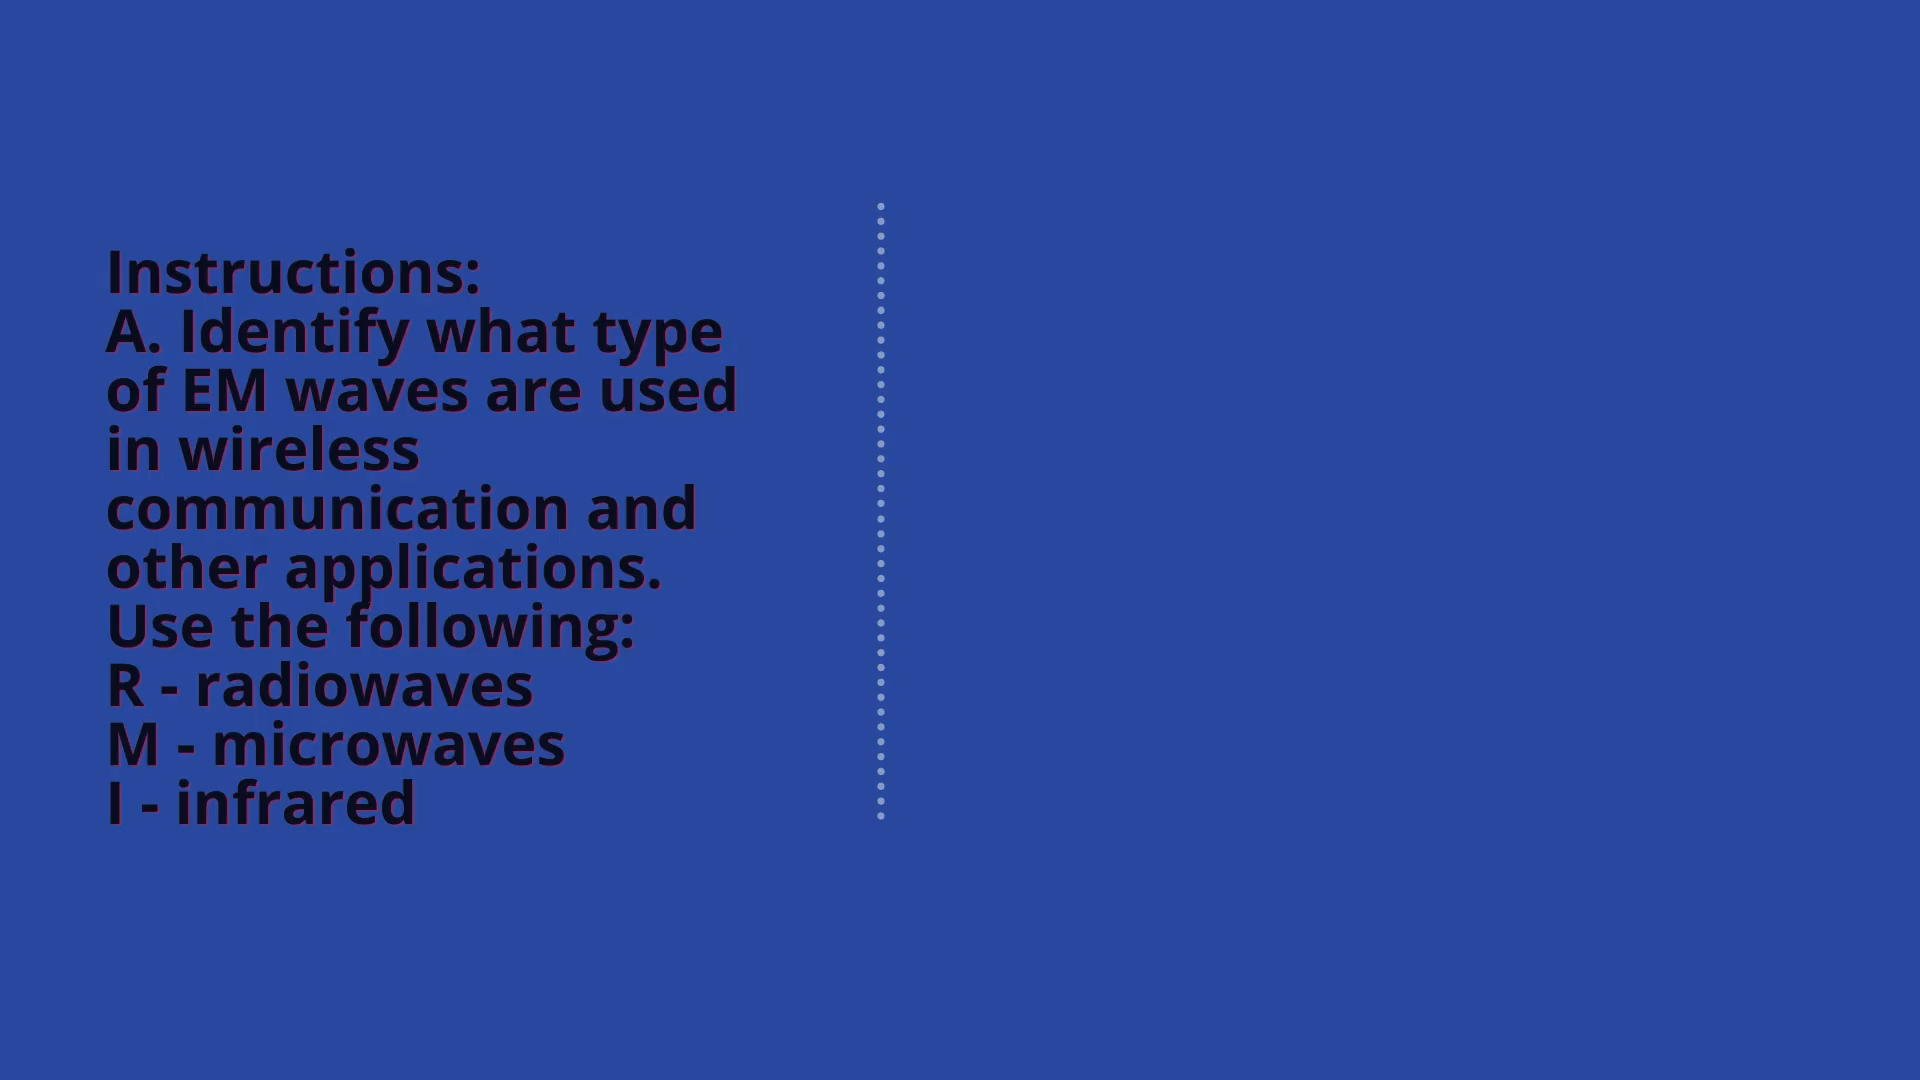 Instructions:
A. Identify what type
of EM waves are used
in wireless
communication and
other applications.
Use the following:
R - radiowaves
M - microwaves
I - infrared